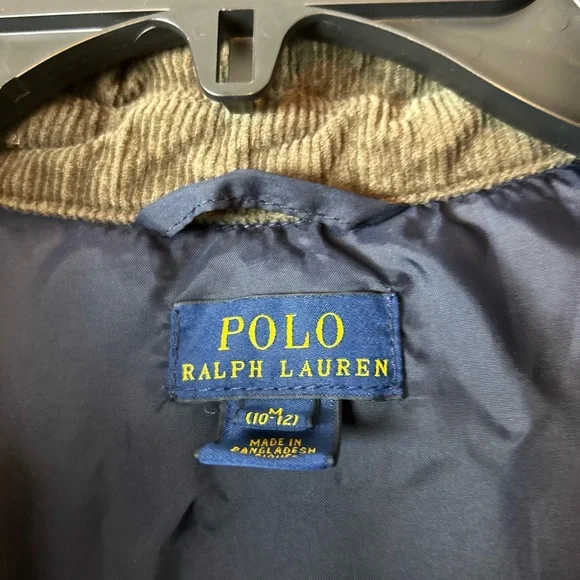 POLO
RALPH LAUREN
M
(10-12)
MADE IN
BANGLADESH